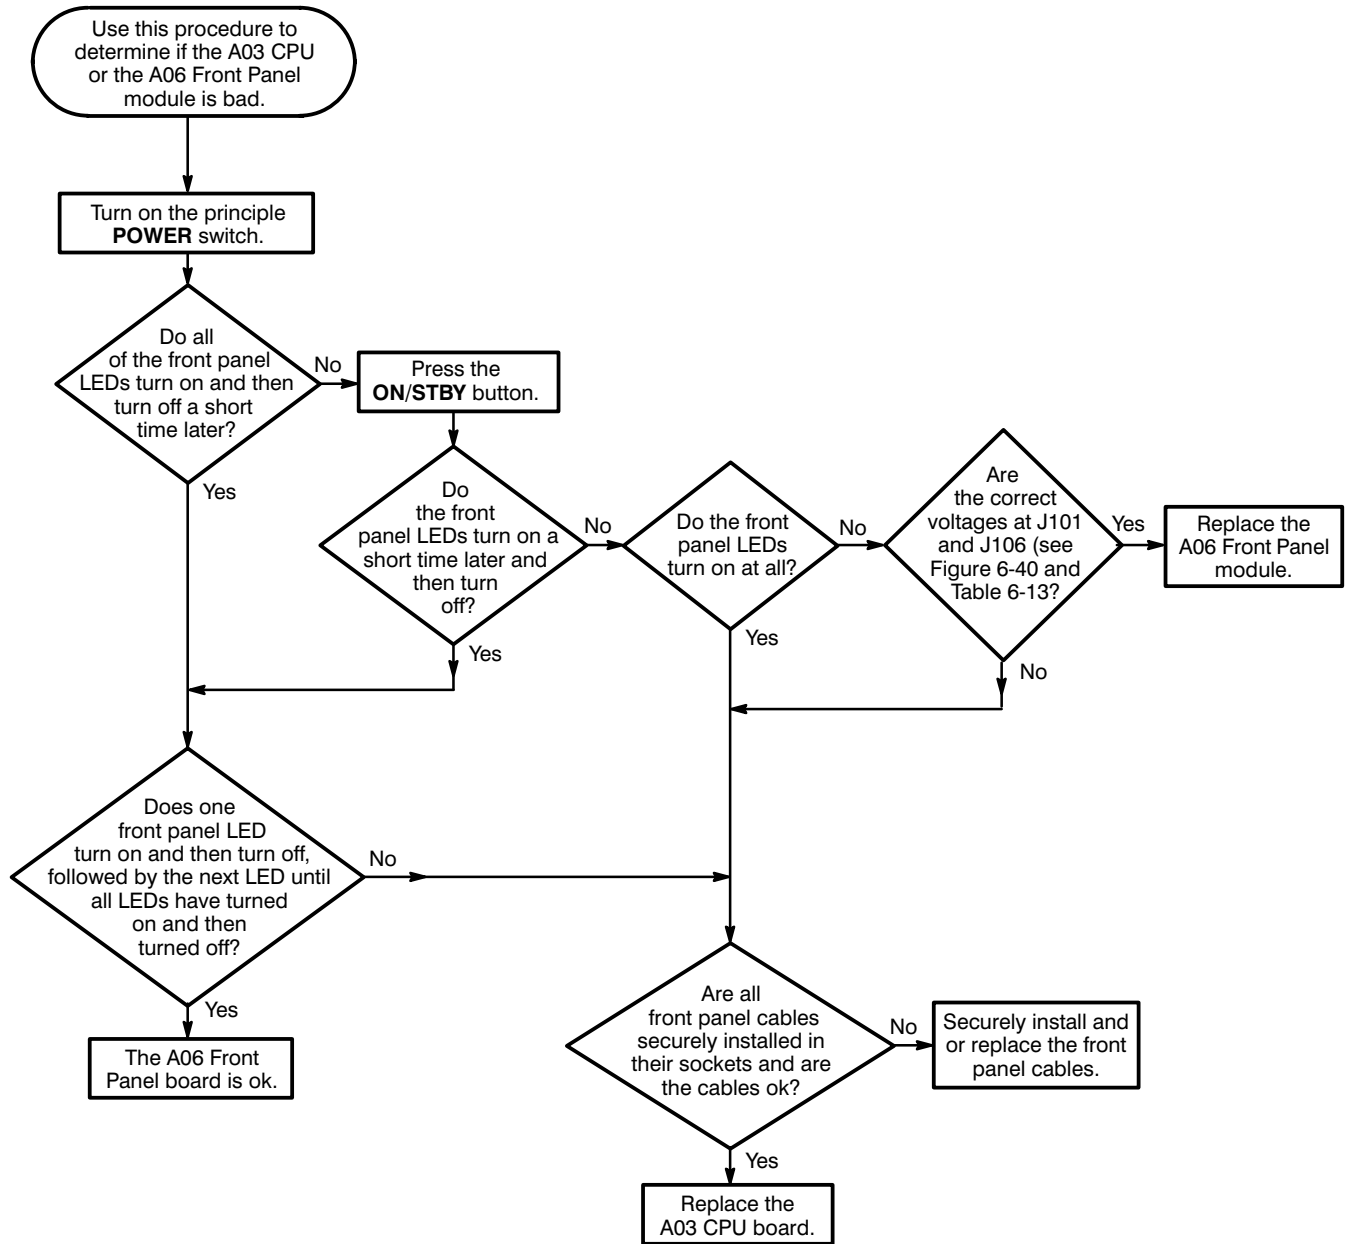 Use this procedure to
determine if the A03 CPU
or the A06 Front Panel
module is bad.
Turn on the principle
POWER switch.
Do all
of the front panel
LEDs turn on and then
turn off a short
time later?
No
Yes
Press the
ON/STBY button.
Do
the front
panel LEDs turn on a
short time later and
then turn
off?
No
Yes
Do the front
panel LEDs
turn on at all?
No
Yes
Are
the correct
voltages at J101
and J106 (see
Figure 6-40 and
Table 6-13?
Yes
No
Replace the
A06 Front Panel
module.
Does one
front panel LED
turn on and then turn off,
followed by the next LED until
all LEDs have turned
on and then
turned off?
No
Yes
The A06 Front
Panel board is ok.
Are all
front panel cables
securely installed in
their sockets and are
the cables ok?
No
Yes
Securely install and
or replace the front
panel cables.
Replace the
A03 CPU board.